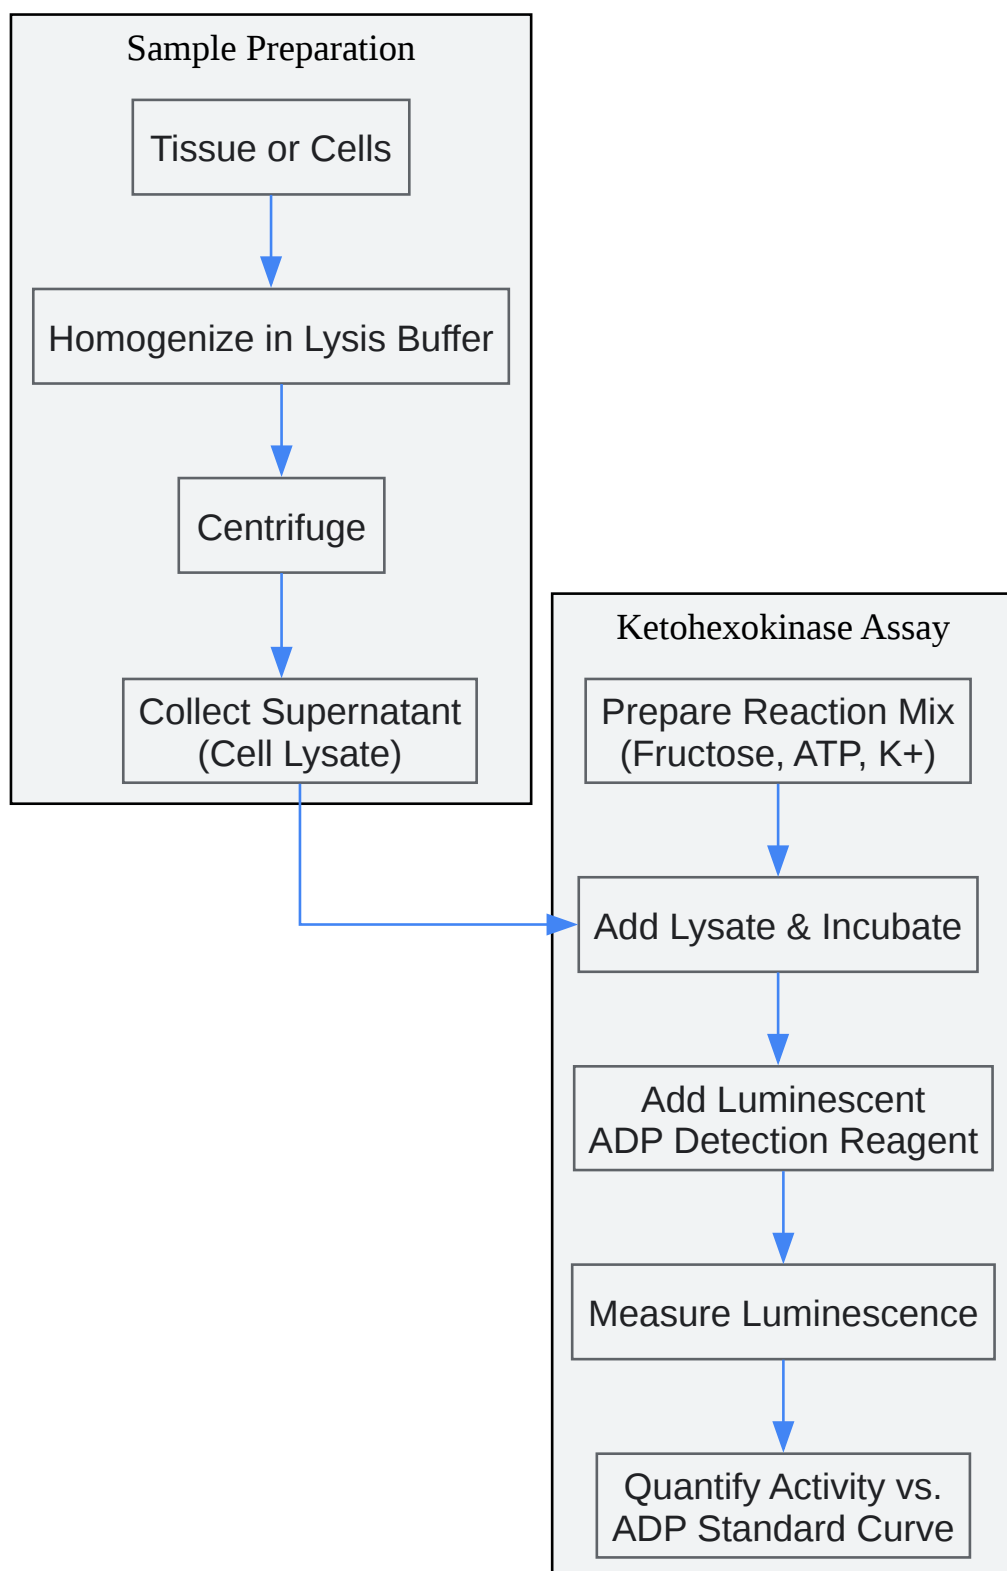 Sample Preparation
Tissue or Cells
Homogenize in Lysis Buffer
Centrifuge
Collect Supernatant
(Cell Lysate)
Ketohexokinase Assay
Prepare Reaction Mix
(Fructose, ATP, K+)
Add Lysate & Incubate
Add Luminescent
ADP Detection Reagent
Measure Luminescence
Quantify Activity vs.
ADP Standard Curve